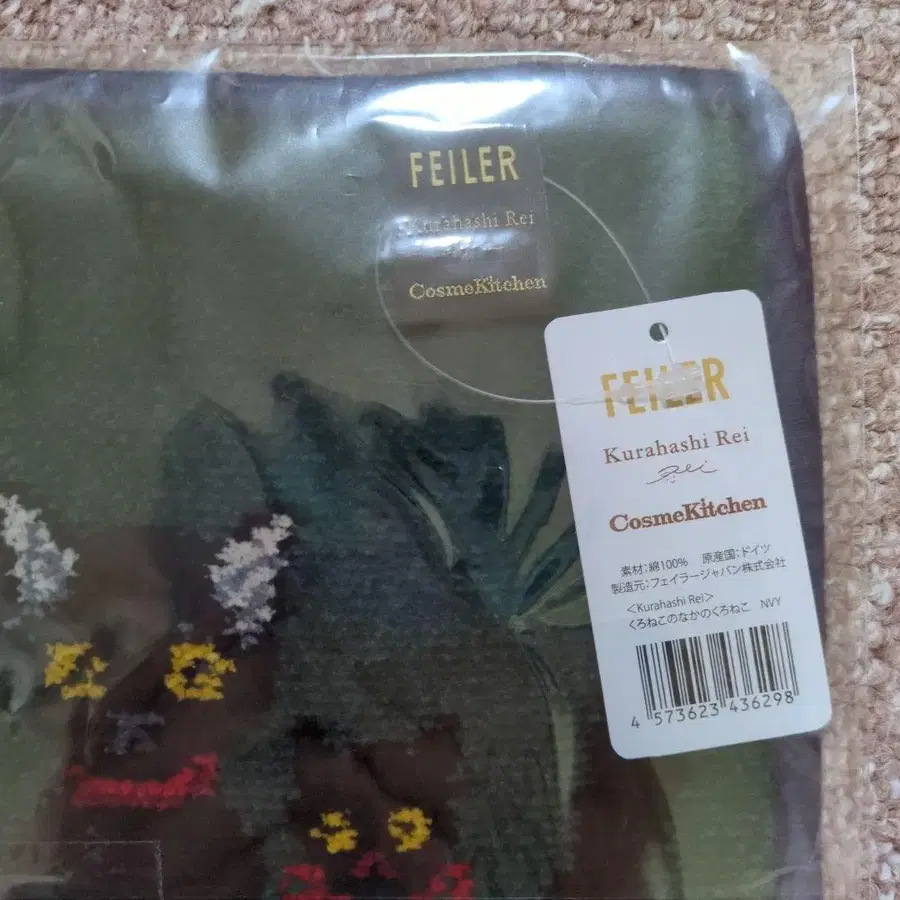 FEILER
Kurahashi Rei
CosmeKitchen
FEILER
Kurahashi Rei
Rei
CosmeKitchen
素材:綿100% 原産国:ドイツ
製造元:フェイラージャパン株式会社
<Kurahashi Rei>
くろねこのなかのくろねこ NVY
4 573623 436298